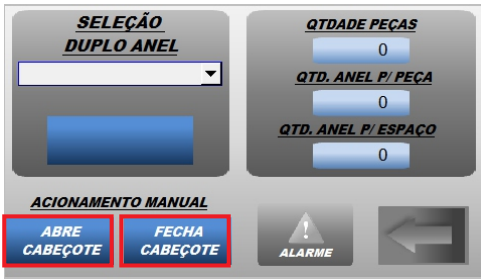 SELEÇÃO
DUPLO ANEL
QTDADE PEÇAS
0
QTD. ANEL P/ PEÇA
0
QTD. ANEL P/ ESPAÇO
0
ACIONAMENTO MANUAL
ABRE
CABEÇOTE
FECHA
CABEÇOTE
!
ALARME